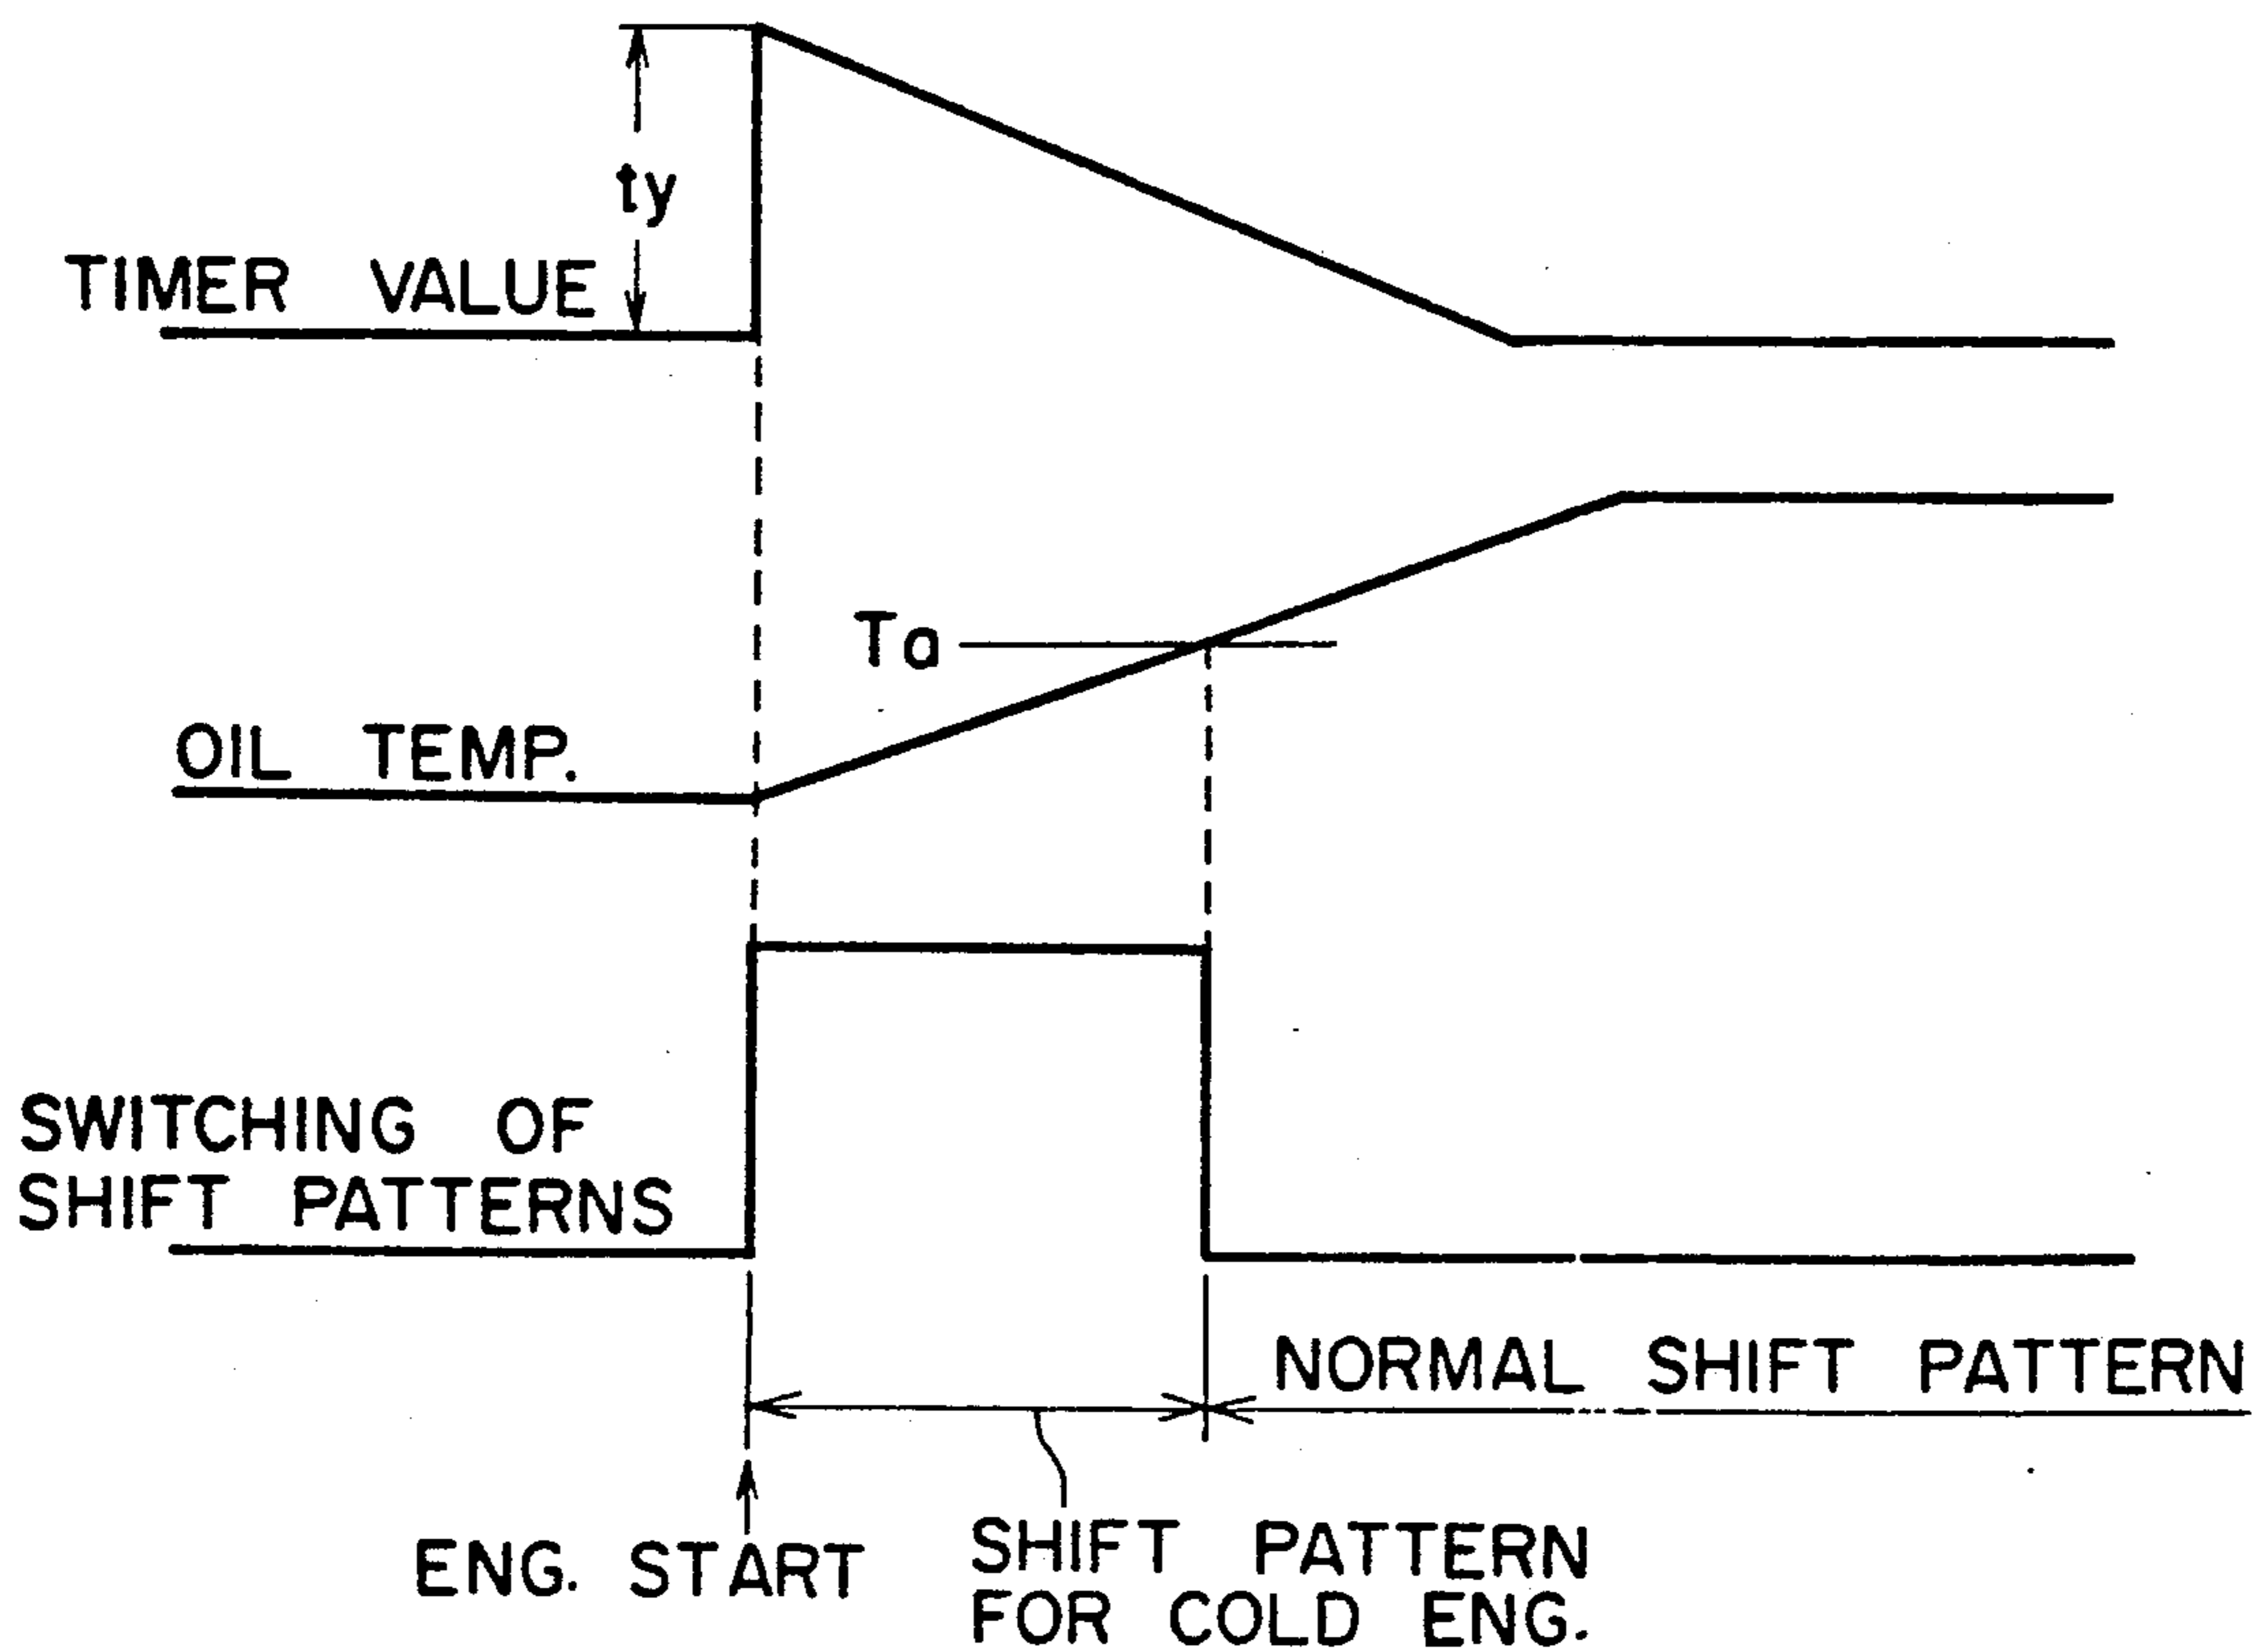 ty
TIMER VALUE
Ta
OIL TEMP.
SWITCHING OF
SHIFT PATTERNS
NORMAL SHIFT PATTERN
ENG. START
SHIFT PATTERN
FOR COLD ENG.